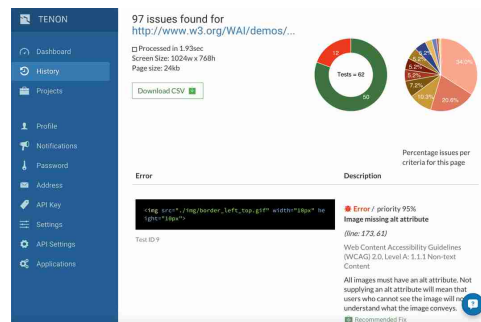 TENON
Dashboard
History
Projects
Profile
Notifications
Password
Address
API Key
Settings
API Settings
Applications
97 issues found for
http://www.w3.org/WAI/demos/...
Processed in 1.93sec
Screen Size: 1024w x 768h
Page size: 24kb
Download CSV
12
Tests = 62
50
34.0%
20.6%
10.3%
7.2%
5.2%
5.2%
5.2%
Percentage issues per
criteria for this page
Error
Description
<img src="./img/border_left_top.gif" width="10px" he
ight="10px">
Test ID 9
Error / priority 95%
Image missing alt attribute
(line: 173, 61)
Web Content Accessibility Guidelines
(WCAG) 2.0, Level A: 1.1.1 Non-text
Content
All images must have an alt attribute. Not
supplying an alt attribute will mean that
users who cannot see the image will not
understand what the image conveys.
Recommended Fix